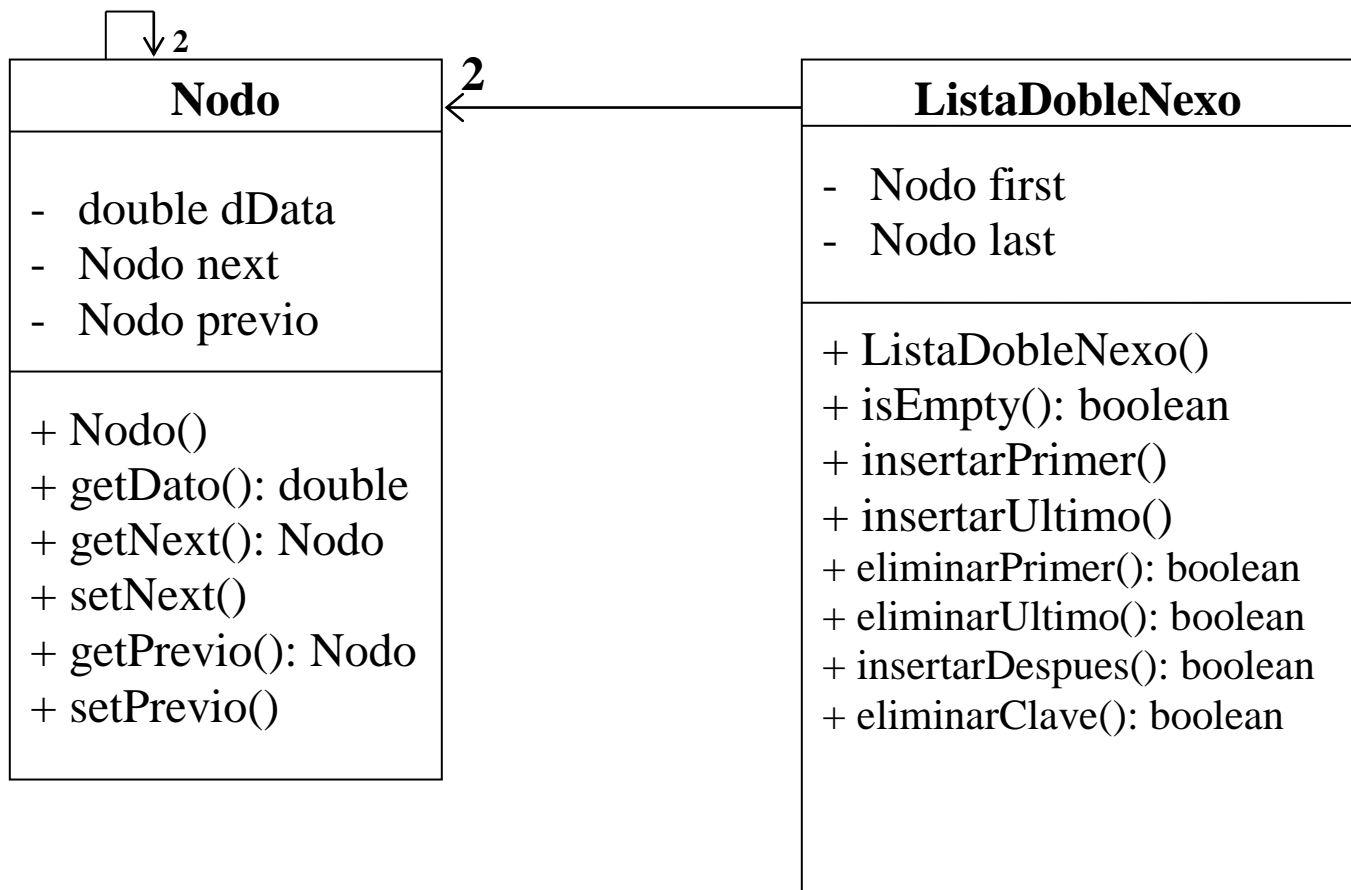 2
Nodo
- double dData
- Nodo next
- Nodo previo
+ Nodo()
+ getDato(): double
+ getNext(): Nodo
+ setNext()
+ getPrevio(): Nodo
+ setPrevio()
2
ListaDobleNexo
- Nodo first
- Nodo last
+ ListaDobleNexo()
+ isEmpty(): boolean
+ insertarPrimer()
+ insertarUltimo()
+ eliminarPrimer(): boolean
+ eliminarUltimo(): boolean
+ insertarDespues(): boolean
+ eliminarClave(): boolean